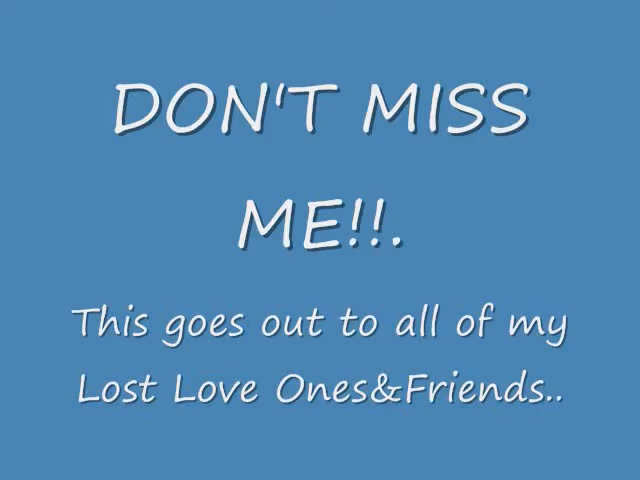 DON'T MISS
ME!!.
This goes out to all of my
Lost Love Ones&Friends..